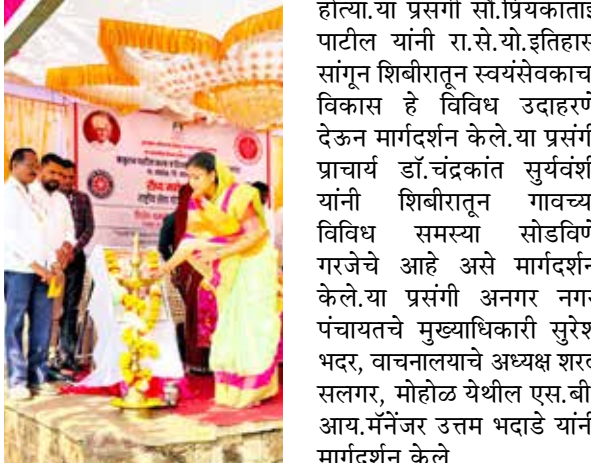 होत्या.या प्रसंगी सौ.प्रियंकाताई
पाटील यांनी रा.से.यो.इतिहास
सांगून शिबीरातून स्वयंसेवकाचा
विकास हे विविध उदाहरणे
देऊन मार्गदर्शन केले.या प्रसंगी
प्राचार्य डॉ.चंद्रकांत सुर्यवंशी
यांनी शिबीरातून गावच्या
विविध समस्या सोडविणे
गरजेचे आहे असे मार्गदर्शन
केले.या प्रसंगी अनगर नगर
पंचायतचे मुख्याधिकारी सुरेश
भदर, वाचनालयाचे अध्यक्ष शरद
सलगर, मोहोळ येथील एस.बी.
आय.मॅनेंजर उत्तम भदाडे यांनी
मार्गदर्शन केले